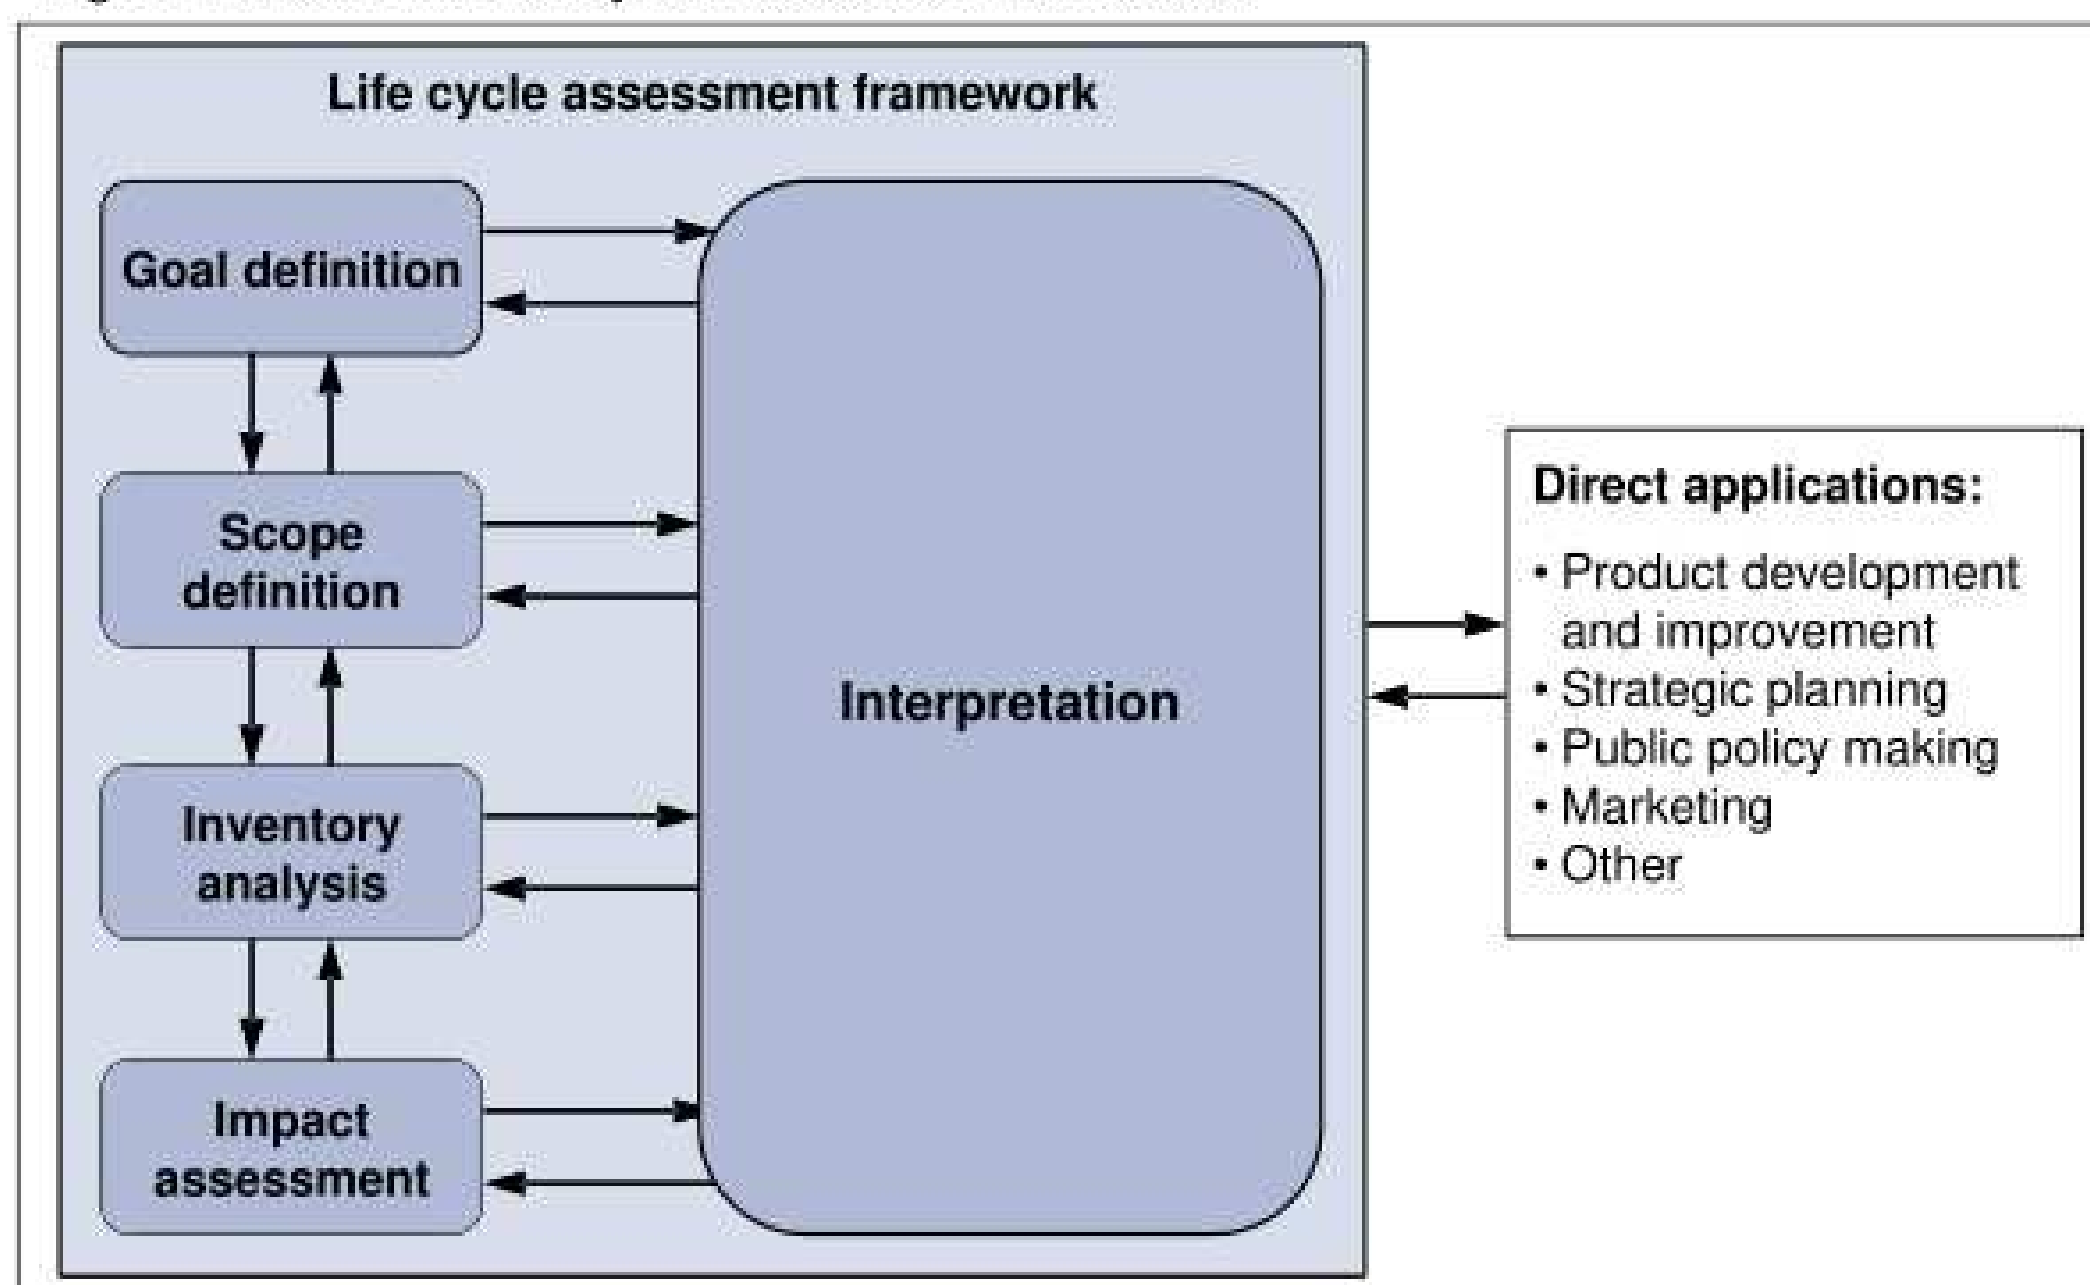 Life cycle assessment framework
Goal definition
Scope
definition
Inventory
analysis
Impact
assessment
Interpretation
Direct applications:
• Product development
and improvement
• Strategic planning
• Public policy making
• Marketing
• Other